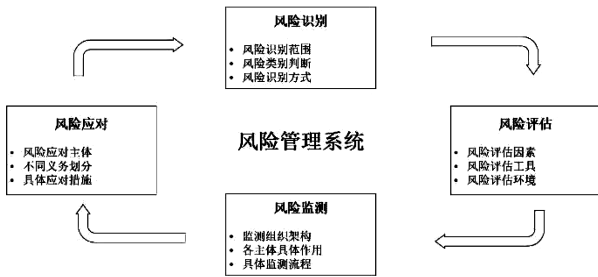 风险识别
• 风险识别范围
• 风险类别判断
• 风险识别方式
风险应对
• 风险应对主体
• 不同义务划分
• 具体应对措施
风险管理系统
风险评估
• 风险评估因素
• 风险评估工具
• 风险评估环境
风险监测
• 监测组织架构
• 各主体具体作用
• 具体监测流程